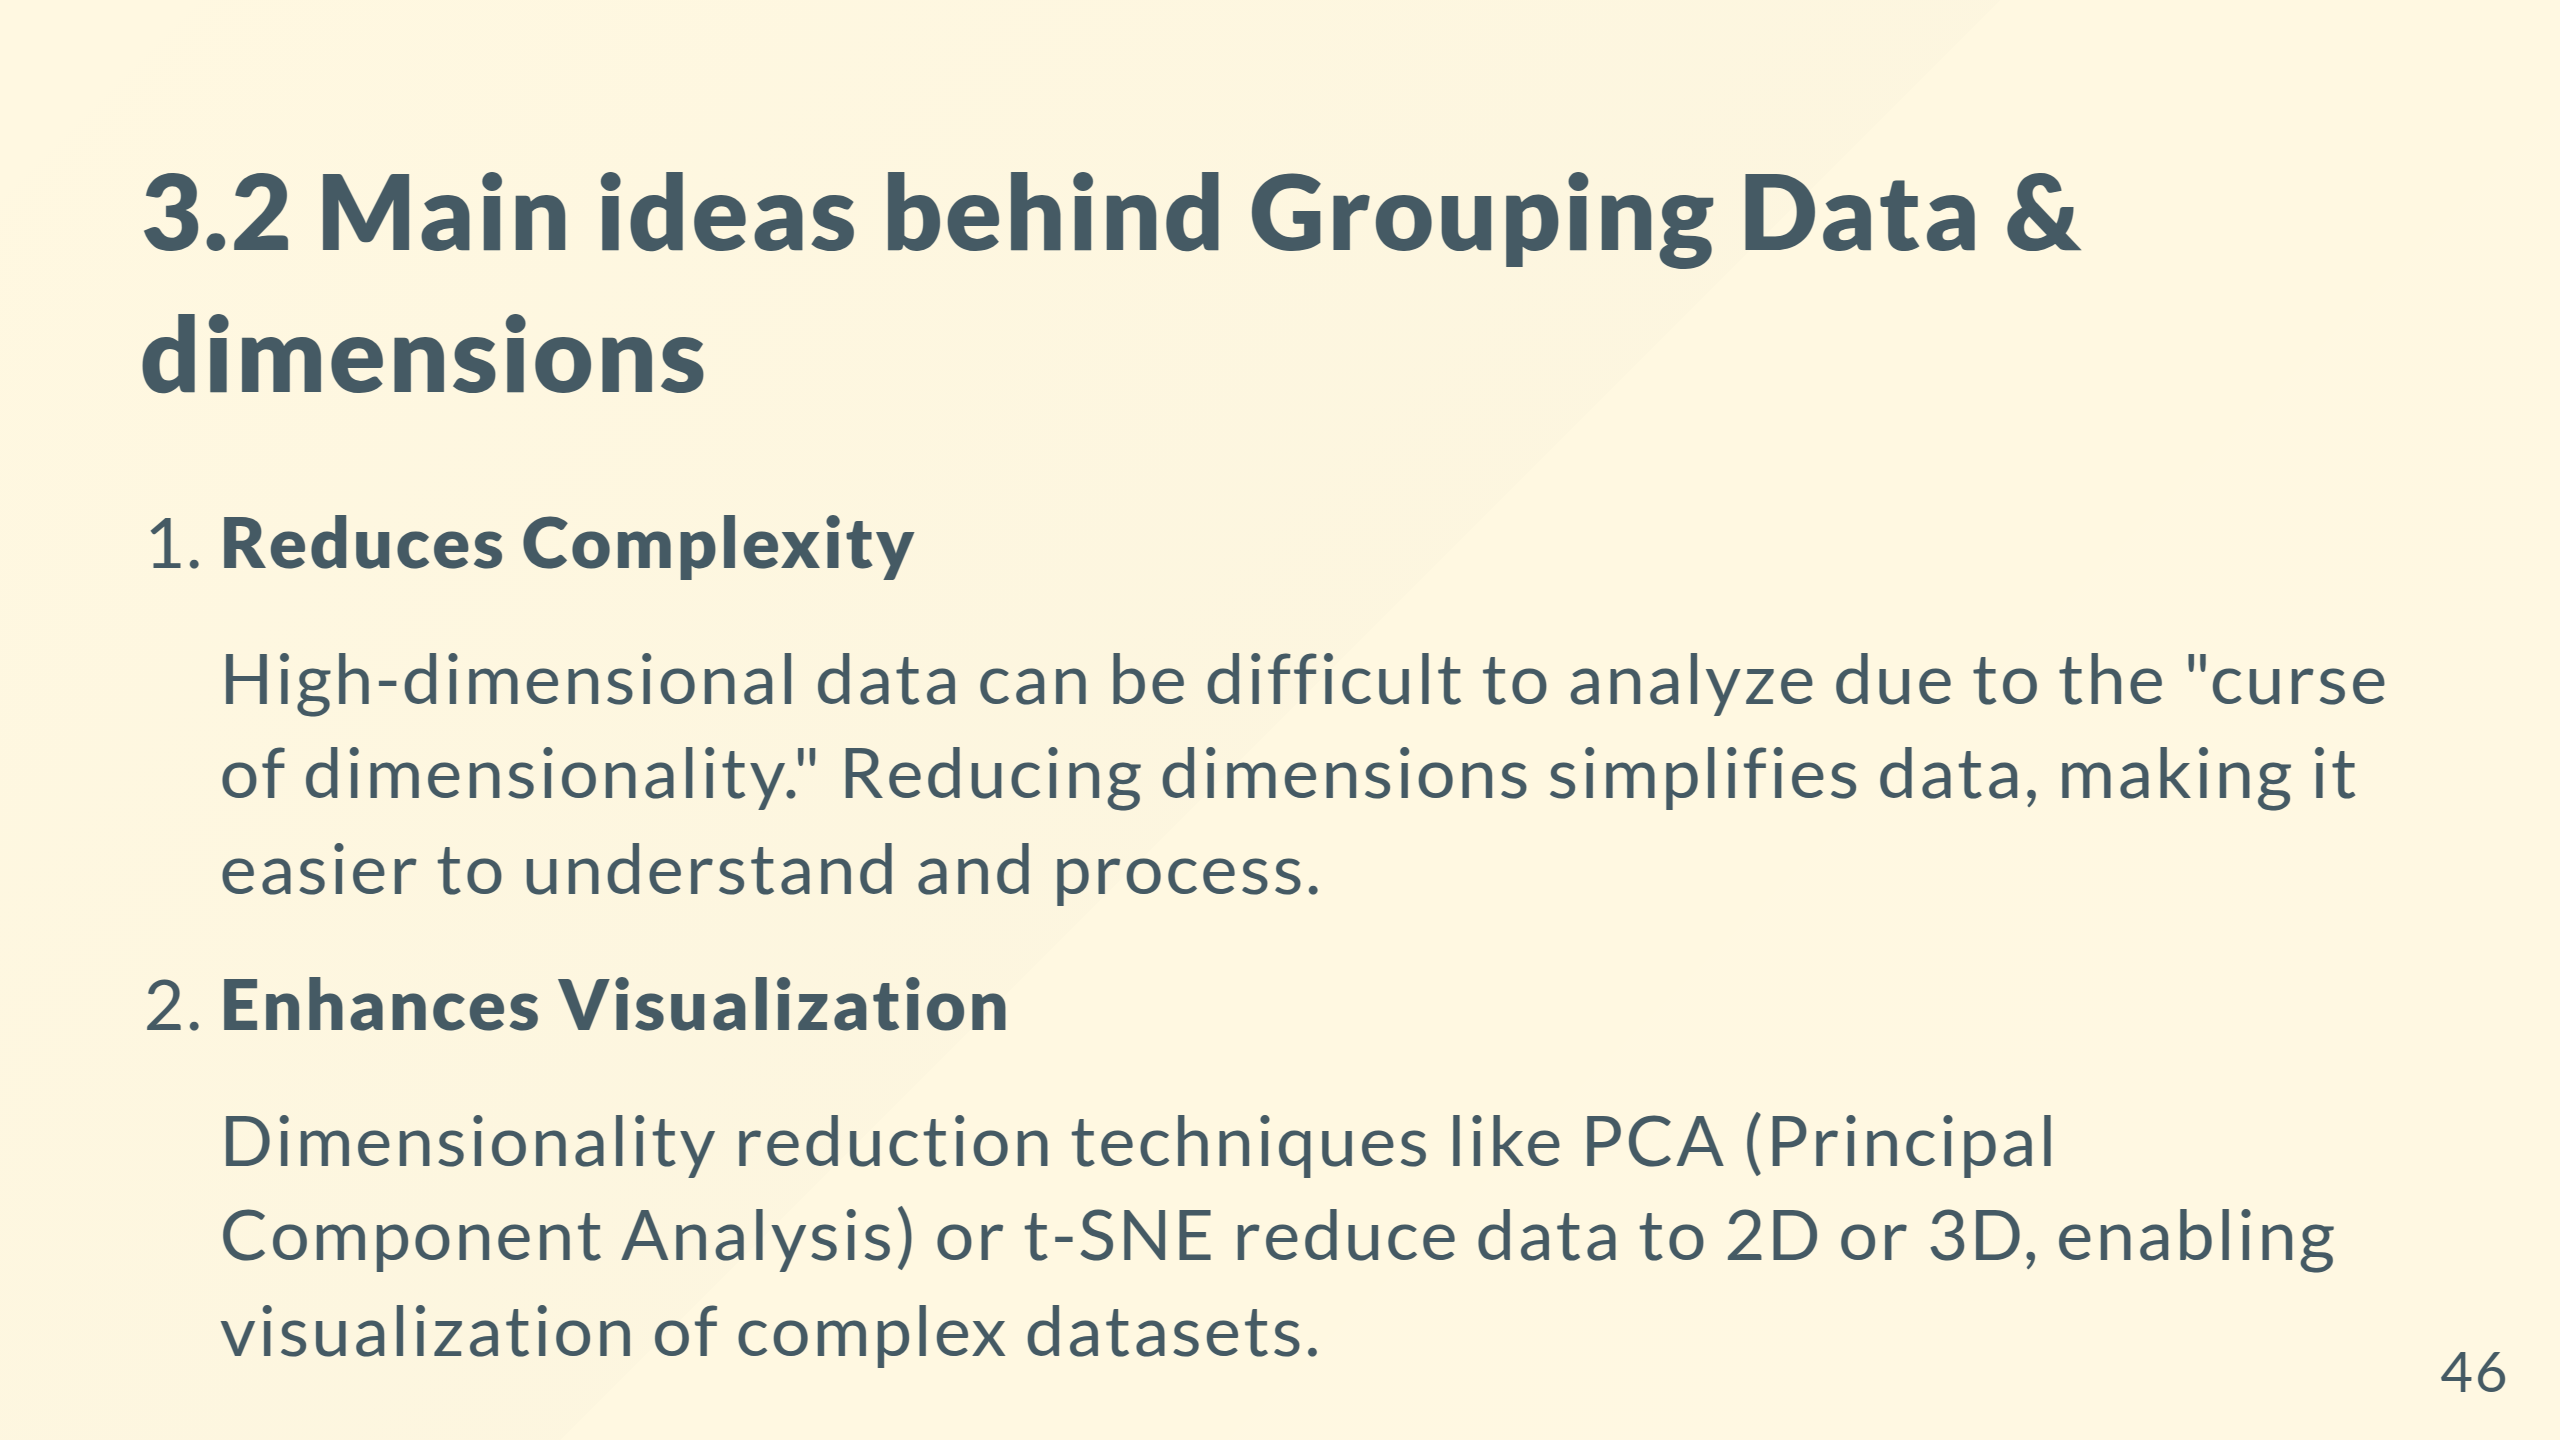 3.2 Main ideas behind Grouping Data &
dimensions
1. Reduces Complexity
High-dimensional data can be difficult to analyze due to the "curse
of dimensionality." Reducing dimensions simplifies data, making it
easier to understand and process.
2. Enhances Visualization
Dimensionality reduction techniques like PCA (Principal
Component Analysis) or t-SNE reduce data to 2D or 3D, enabling
visualization of complex datasets.
46